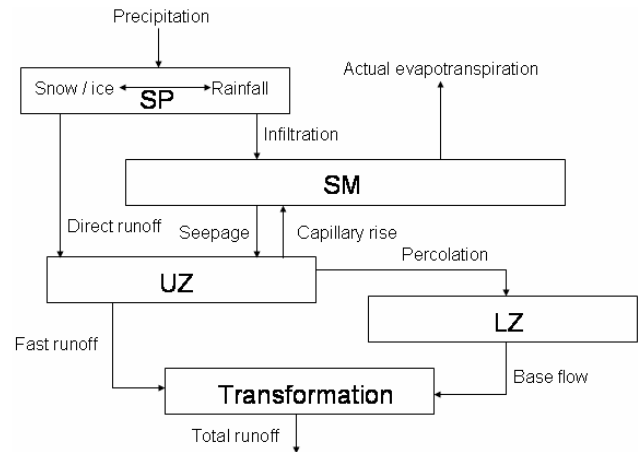 Precipitation
Snow / ice
Rainfall
SP
Actual evapotranspiration
Infiltration
SM
Direct runoff
Seepage
Capillary rise
UZ
Percolation
LZ
Fast runoff
Base flow
Transformation
Total runoff